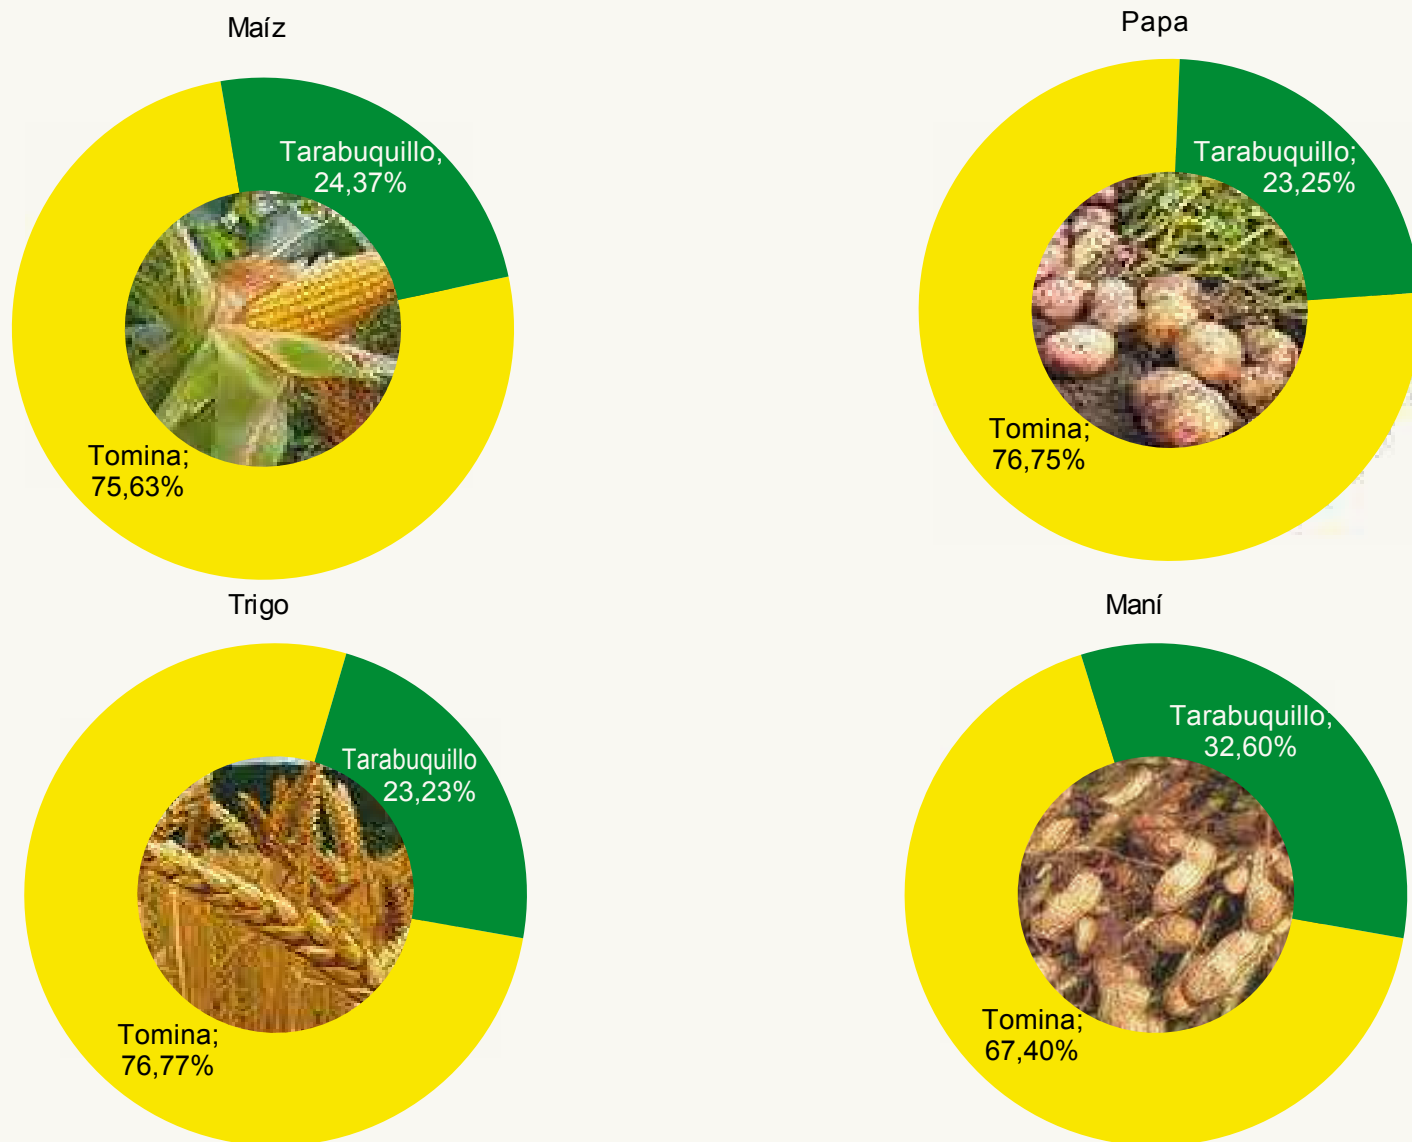 Maíz
Tarabuquillo,
24,37%
Tomina;
75,63%
Papa
Tarabuquillo;
23,25%
Tomina;
76,75%
Trigo
Tarabuquillo
23,23%
Tomina;
76,77%
Maní
Tarabuquillo,
32,60%
Tomina;
67,40%